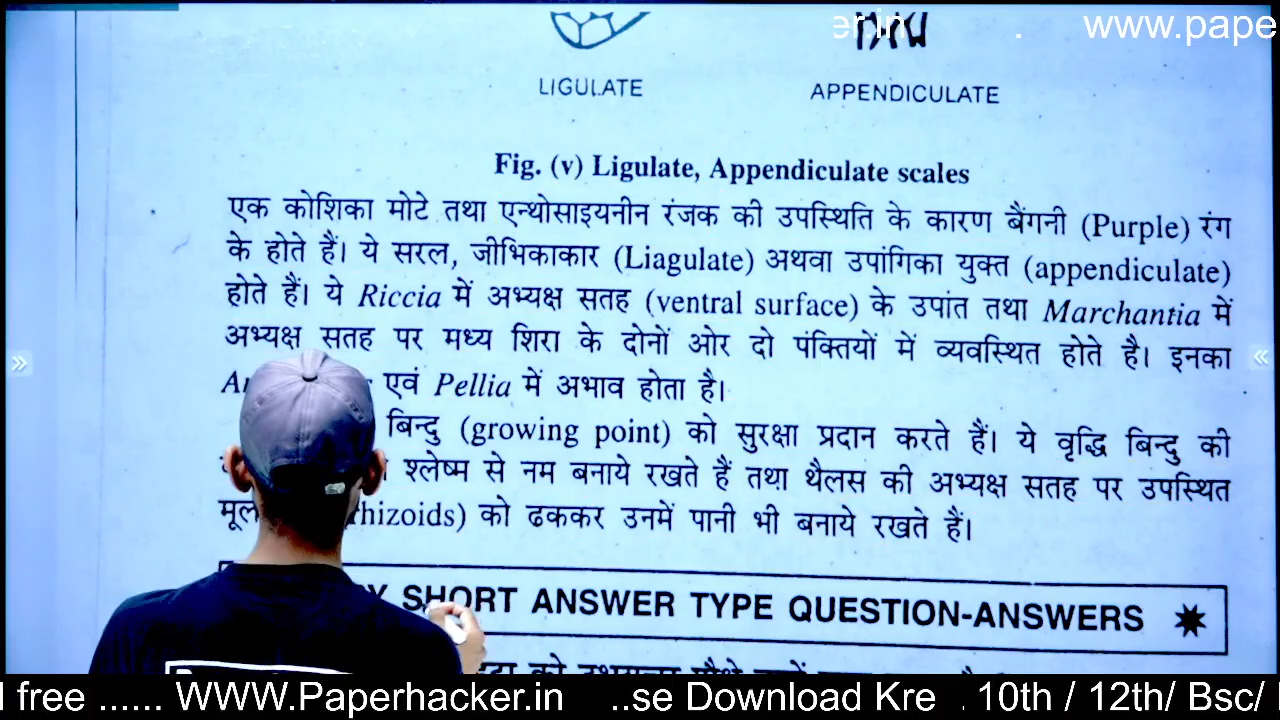 er.in . www.pape
LIGULATE APPENDICULATE
Fig. (v) Ligulate, Appendiculate scales
एक कोशिका मोटे तथा एन्थोसाइयनीन रंजक की उपस्थिति के कारण बैंगनी (Purple) रंग
के होते हैं। ये सरल, जीभिकाकार (Liagulate) अथवा उपांगिका युक्त (appendiculate)
होते हैं। ये Riccia में अभ्यक्ष सतह (ventral surface) के उपांत तथा Marchantia में
अभ्यक्ष सतह पर मध्य शिरा के दोनों ओर दो पंक्तियों में व्यवस्थित होते है। इनका
एवं Pellia में अभाव होता है।
बिन्दु (growing point) को सुरक्षा प्रदान करते हैं। ये वृद्धि बिन्दु की
श्लेष्म से नम बनाये रखते हैं तथा थैलस की अभ्यक्ष सतह पर उपस्थित
मूल hizoids) को ढककर उनमें पानी भी बनाये रखते हैं।
Y SHORT ANSWER TYPE QUESTION-ANSWERS
l free ...... WWW.Paperhacker.in ..se Download Kre . 10th / 12th/ Bsc/